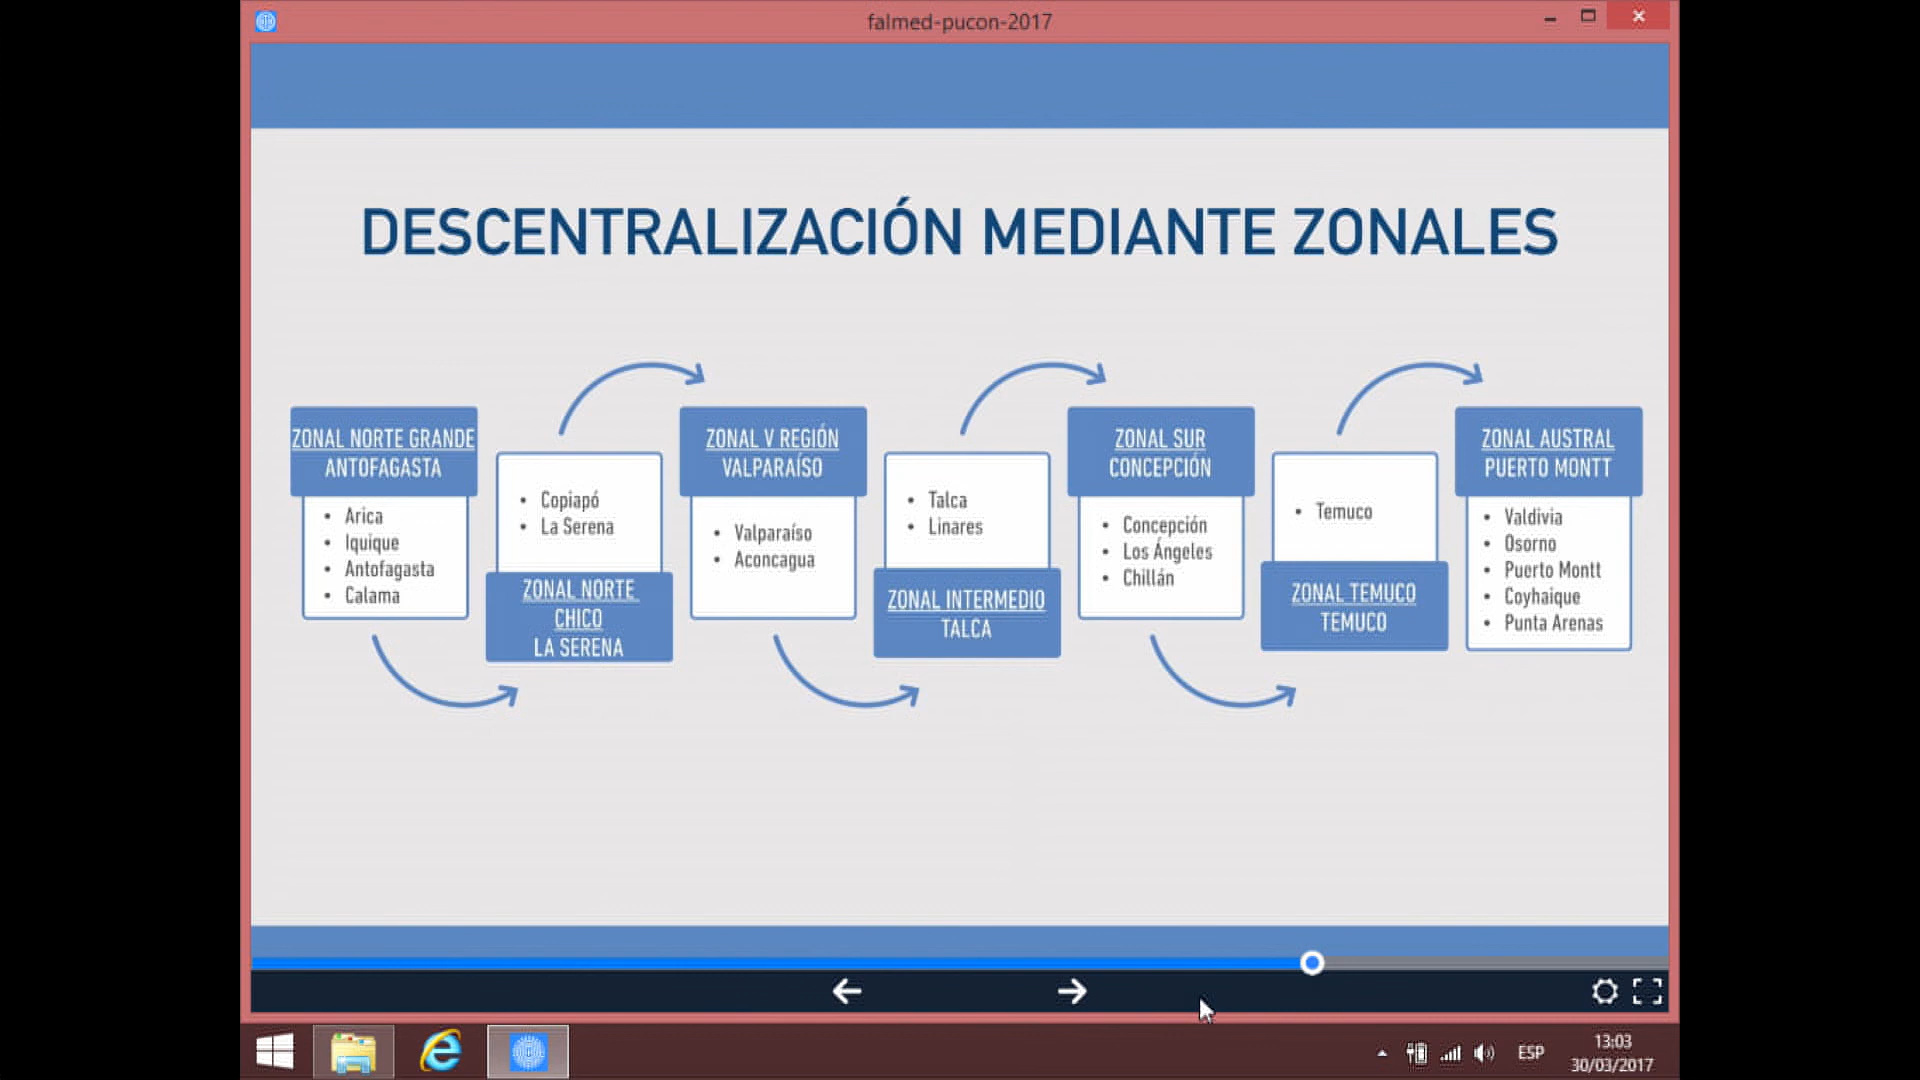 falmed-pucon-2017
DESCENTRALIZACIÓN MEDIANTE ZONALES
ZONAL NORTE GRANDE
ANTOFAGASTA
• Arica
• Iquique
• Antofagasta
• Calama
• Copiapó
• La Serena
ZONAL NORTE
CHICO
LA SERENA
ZONAL V REGIÓN
VALPARAÍSO
• Valparaíso
• Aconcagua
• Talca
• Linares
ZONAL INTERMEDIO
TALCA
ZONAL SUR
CONCEPCIÓN
• Concepción
• Los Ángeles
• Chillán
• Temuco
ZONAL TEMUCO
TEMUCO
ZONAL AUSTRAL
PUERTO MONTT
• Valdivia
• Osorno
• Puerto Montt
• Coyhaique
• Punta Arenas
ESP
13:03
30/03/2017